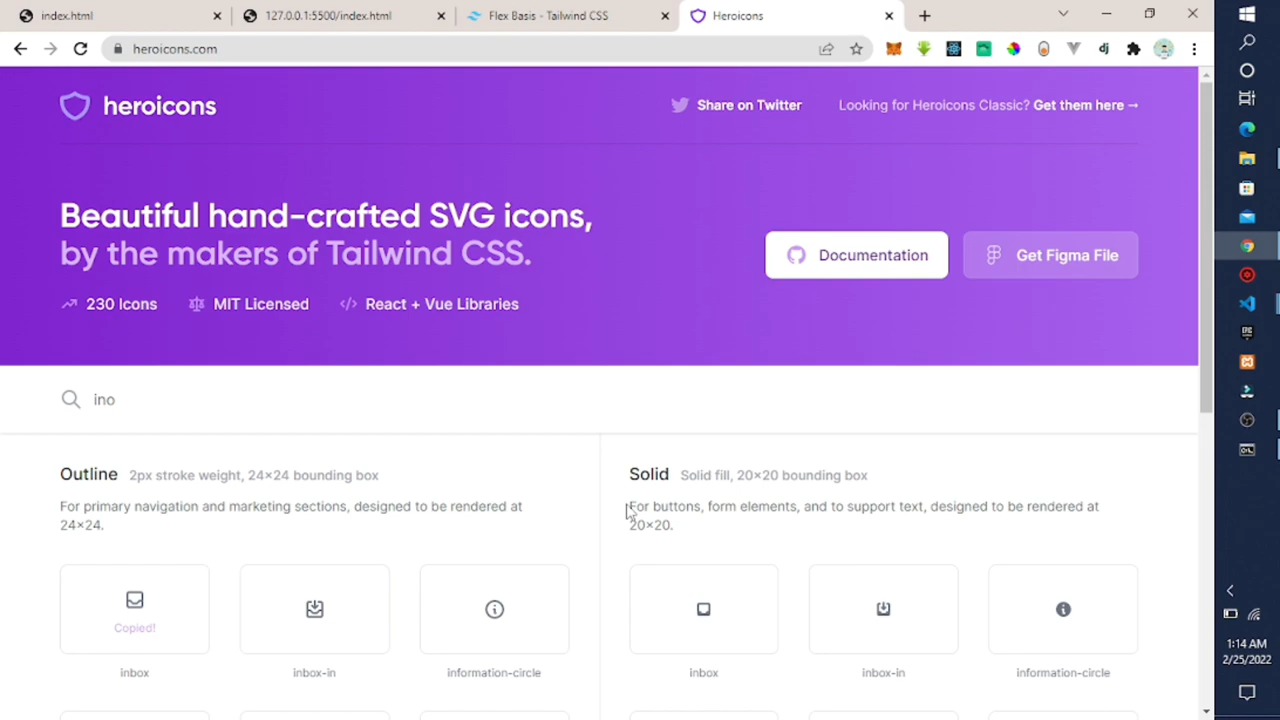 index.html
127.0.0.1:5500/index.html
Flex Basis - Tailwind CSS
Heroicons
heroicons.com
dj
heroicons
Share on Twitter
Looking for Heroicons Classic? Get them here →
Beautiful hand-crafted SVG icons,
by the makers of Tailwind CSS.
Documentation
Get Figma File
230 Icons
MIT Licensed
React + Vue Libraries
ino
Outline 2px stroke weight, 24×24 bounding box
For primary navigation and marketing sections, designed to be rendered at
24×24.
Solid Solid fill, 20×20 bounding box
For buttons, form elements, and to support text, designed to be rendered at
20×20.
Copied!
inbox
inbox-in
information-circle
inbox
inbox-in
information-circle
1:14 AM
2/25/2022